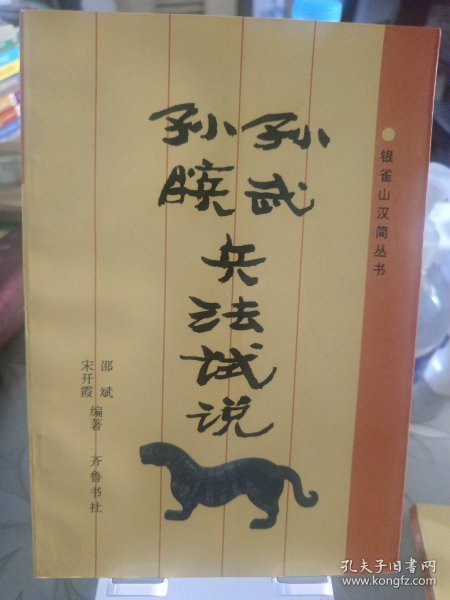 银雀山汉简丛书
孙武
孙膑
兵法试说
邵斌
宋开霞
编著
齐鲁书社
孔夫子旧书网
www.kongfz.com